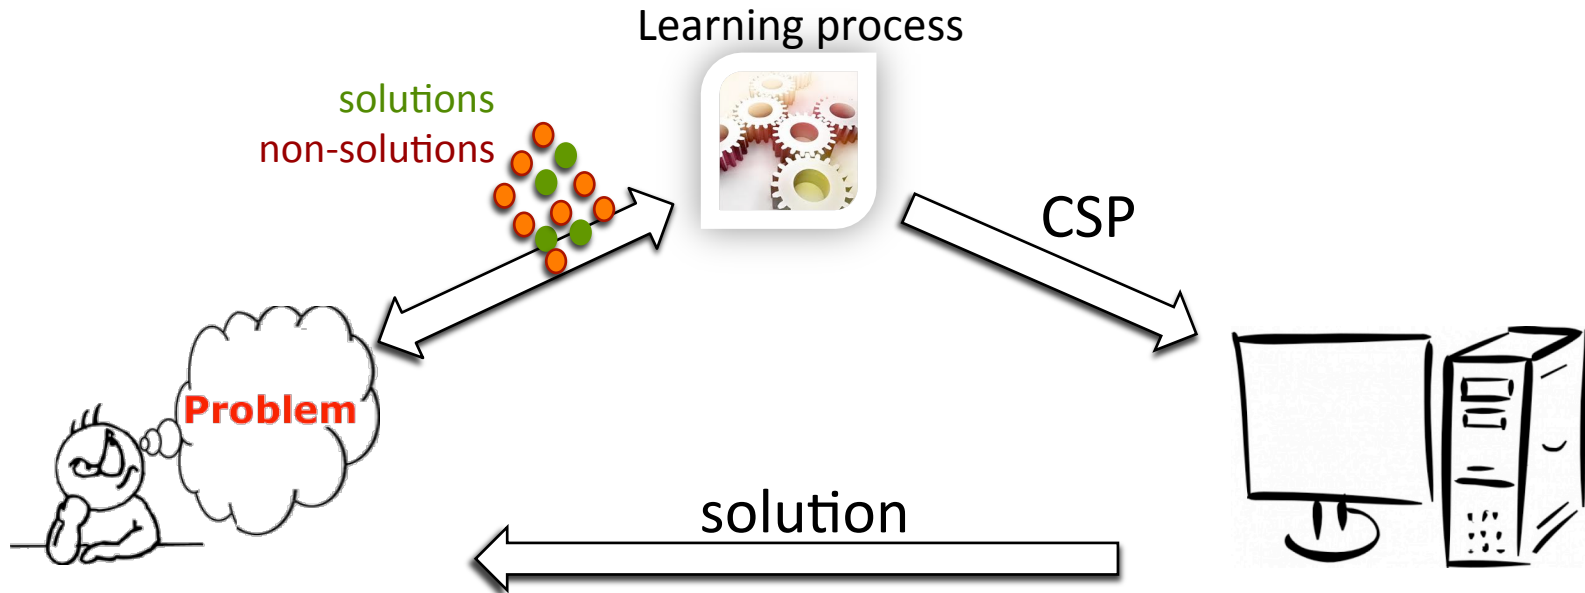 Learning process
solutions
non-solutions
CSP
Problem
solution